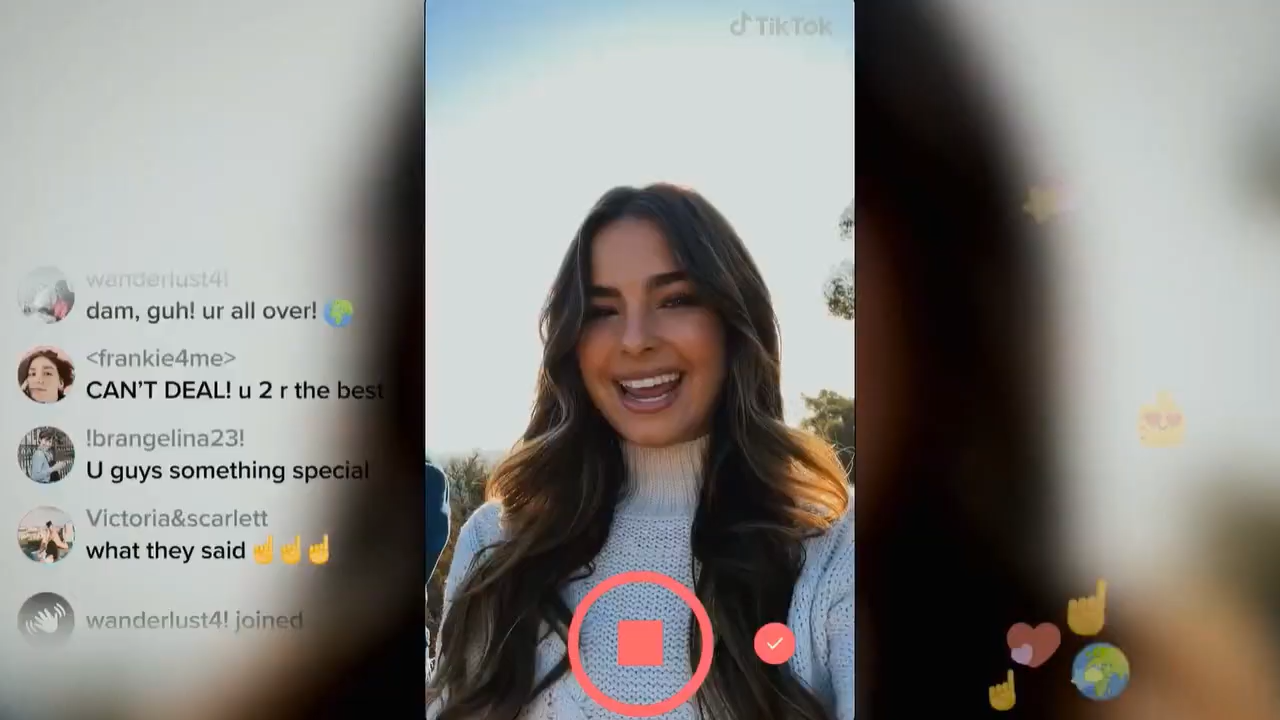 TikTok
wanderlust4!
dam, guh! ur all over! 🌍
<frankie4me>
CAN'T DEAL! u 2 r the best
!brangelina23!
U guys something special
Victoria&scarlett
what they said ☝️☝️☝️
wanderlust4! joined